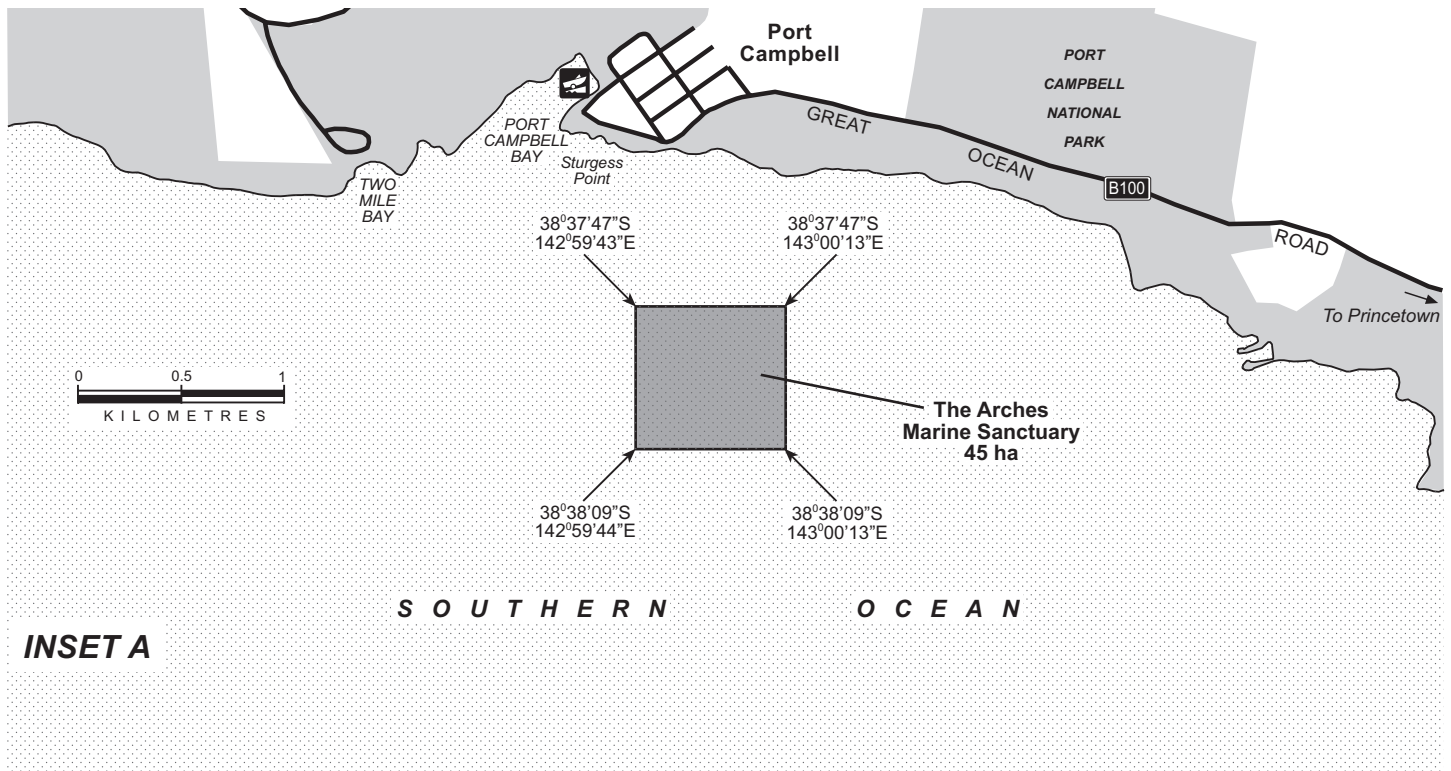 Port
Campbell
PORT
CAMPBELL
NATIONAL
PARK
GREAT
OCEAN
B100
ROAD
PORT
CAMPBELL
BAY
Sturgess
Point
TWO
MILE
BAY
To Princetown
38⁰37’47”S
142⁰59’43”E
38⁰37’47”S
143⁰00’13”E
0 0.5 1
KILOMETRES
The Arches
Marine Sanctuary
45 ha
38⁰38’09”S
142⁰59’44”E
38⁰38’09”S
143⁰00’13”E
SOUTHERN OCEAN
INSET A